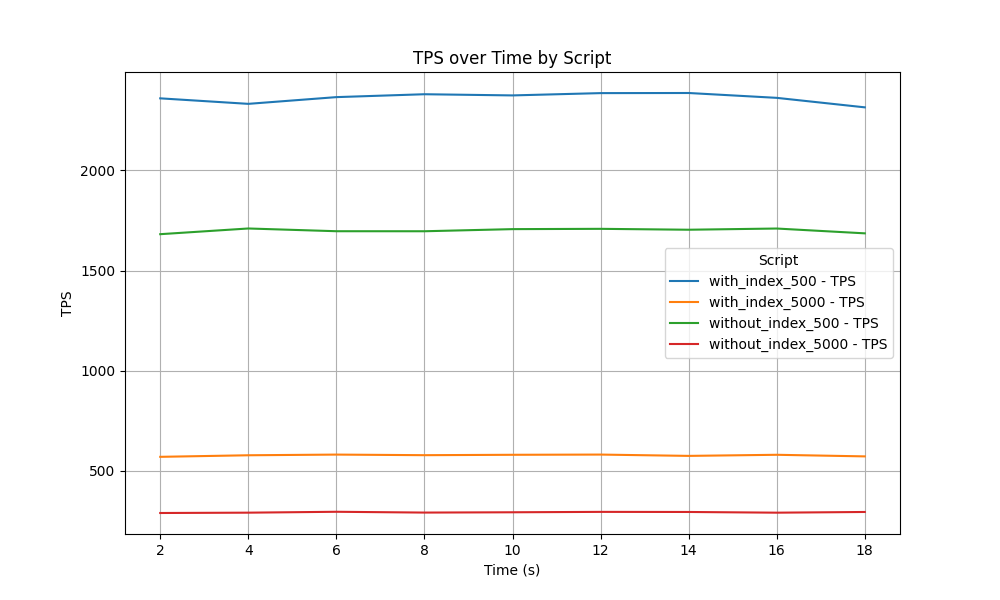 TPS over Time by Script
TPS
2000
1500
1000
500
Script
with_index_500 - TPS
with_index_5000 - TPS
without_index_500 - TPS
without_index_5000 - TPS
2 4 6 8 10 12 14 16 18
Time (s)